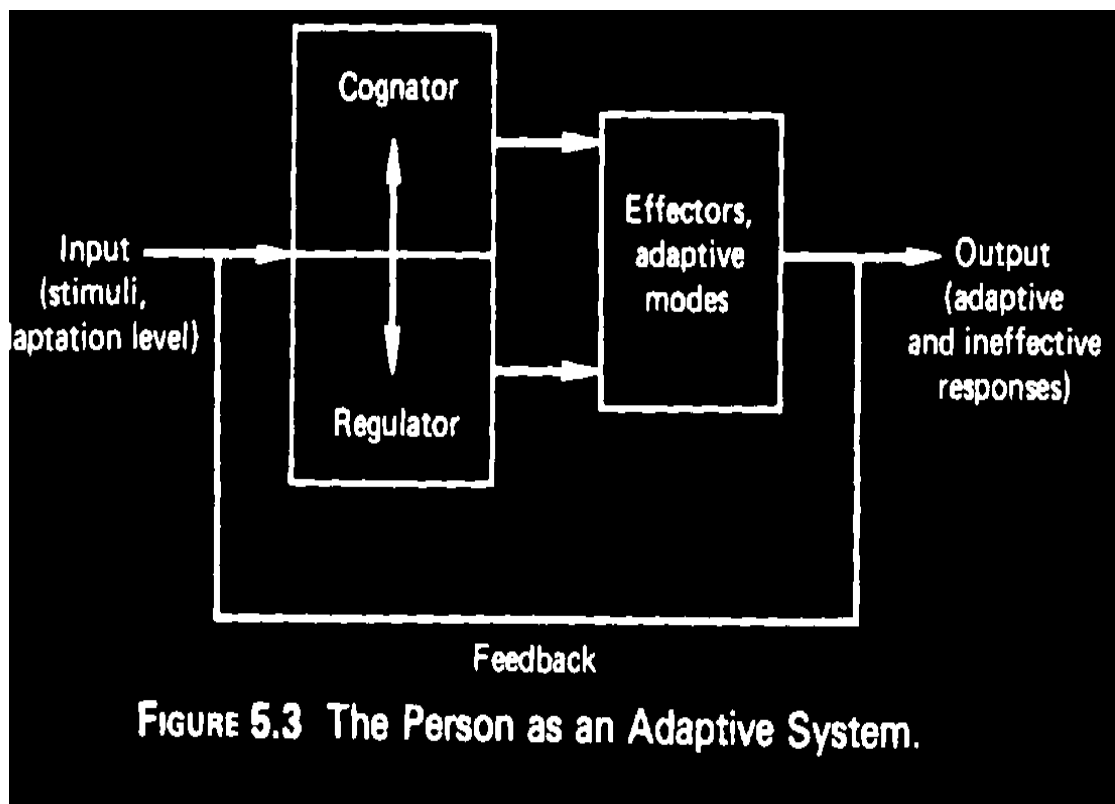 Cognator
Regulator
Input
(stimuli,
laptation level)
Effectors,
adaptive
modes
Output
(adaptive
and ineffective
responses)
Feedback
FIGURE 5.3 The Person as an Adaptive System.